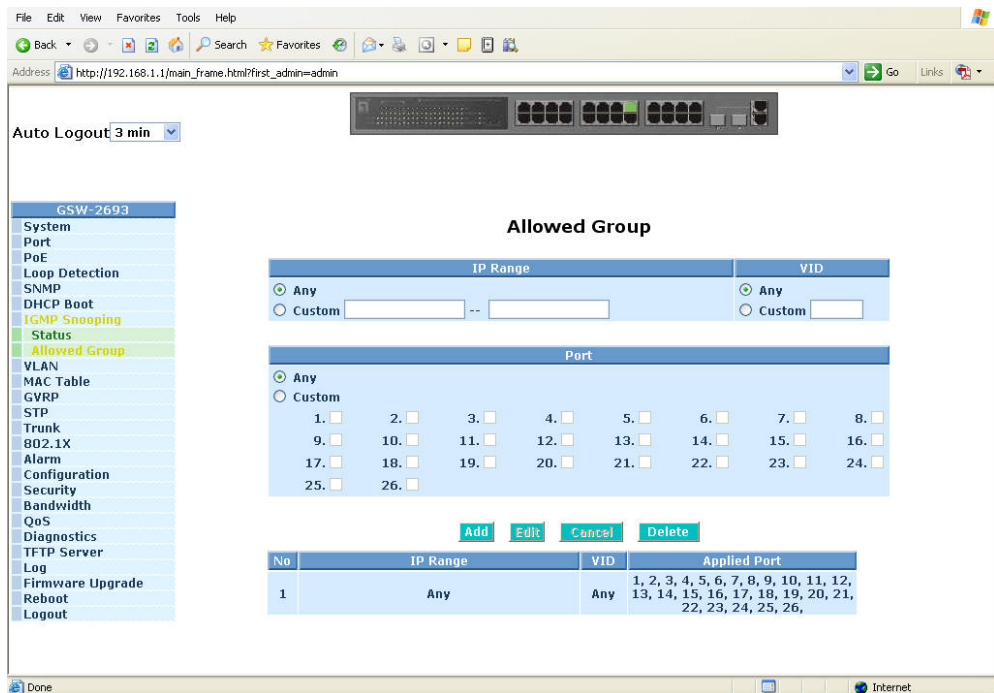 File Edit View Favorites Tools Help
Back Search Favorites
Address http://192.168.1.1/main_frame.html?first_admin=admin Go Links
Auto Logout 3 min
GSW-2693
System
Port
PoE
Loop Detection
SNMP
DHCP Boot
IGMP Snooping
Status
Allowed Group
VLAN
MAC Table
GVRP
STP
Trunk
802.1X
Alarm
Configuration
Security
Bandwidth
QoS
Diagnostics
TFTP Server
Log
Firmware Upgrade
Reboot
Logout
Allowed Group
IP Range VID
Any Any
Custom -- Custom
Port
Any
Custom
1. 2. 3. 4. 5. 6. 7. 8.
9. 10. 11. 12. 13. 14. 15. 16.
17. 18. 19. 20. 21. 22. 23. 24.
25. 26.
Add Edit Cancel Delete
No IP Range VID Applied Port
1 Any Any 1, 2, 3, 4, 5, 6, 7, 8, 9, 10, 11, 12,
13, 14, 15, 16, 17, 18, 19, 20, 21,
22, 23, 24, 25, 26,
Done Internet